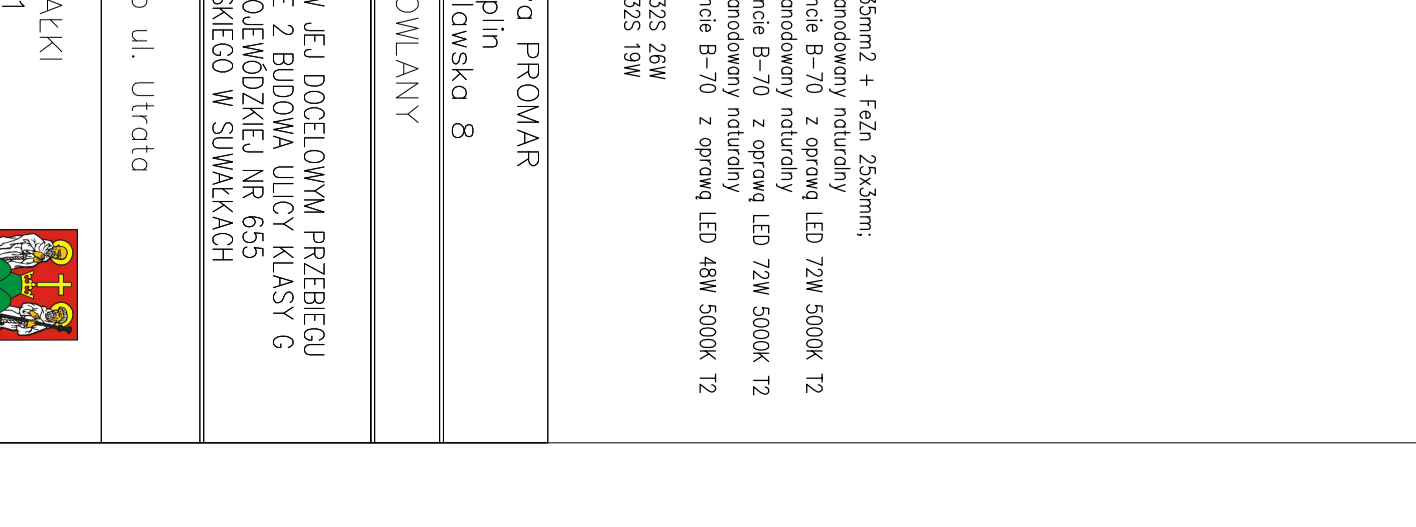 35mm2 + FeZn 25x3mm;
anodowany naturalny
ncie B-70 z oprawą LED 72W 5000K T2
anodowany naturalny
ncie B-70 z oprawą LED 72W 5000K T2
anodowany naturalny
ncie B-70 z oprawą LED 48W 5000K T2
32S 26W
32S 19W
a PROMAR
plin
lawska 8
OWLANY
W JEJ DOCELOWYM PRZEBIEGU
E 2 BUDOWA ULICY KLASY G
OJEWÓDZKIEJ NR 655
SKIEGO W SUWAŁKACH
o ul. Utrata
AŁKI
1